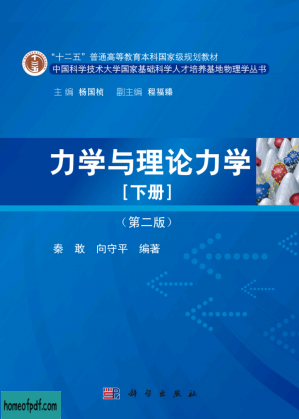 “十二五”普通高等教育本科国家级规划教材
中国科学技术大学国家基础科学人才培养基地物理学丛书
主编 杨国桢 副主编 程福臻
力学与理论力学
[下册]
（第二版）
秦 敢 向守平 编著
科学出版社
homeofpdf.com